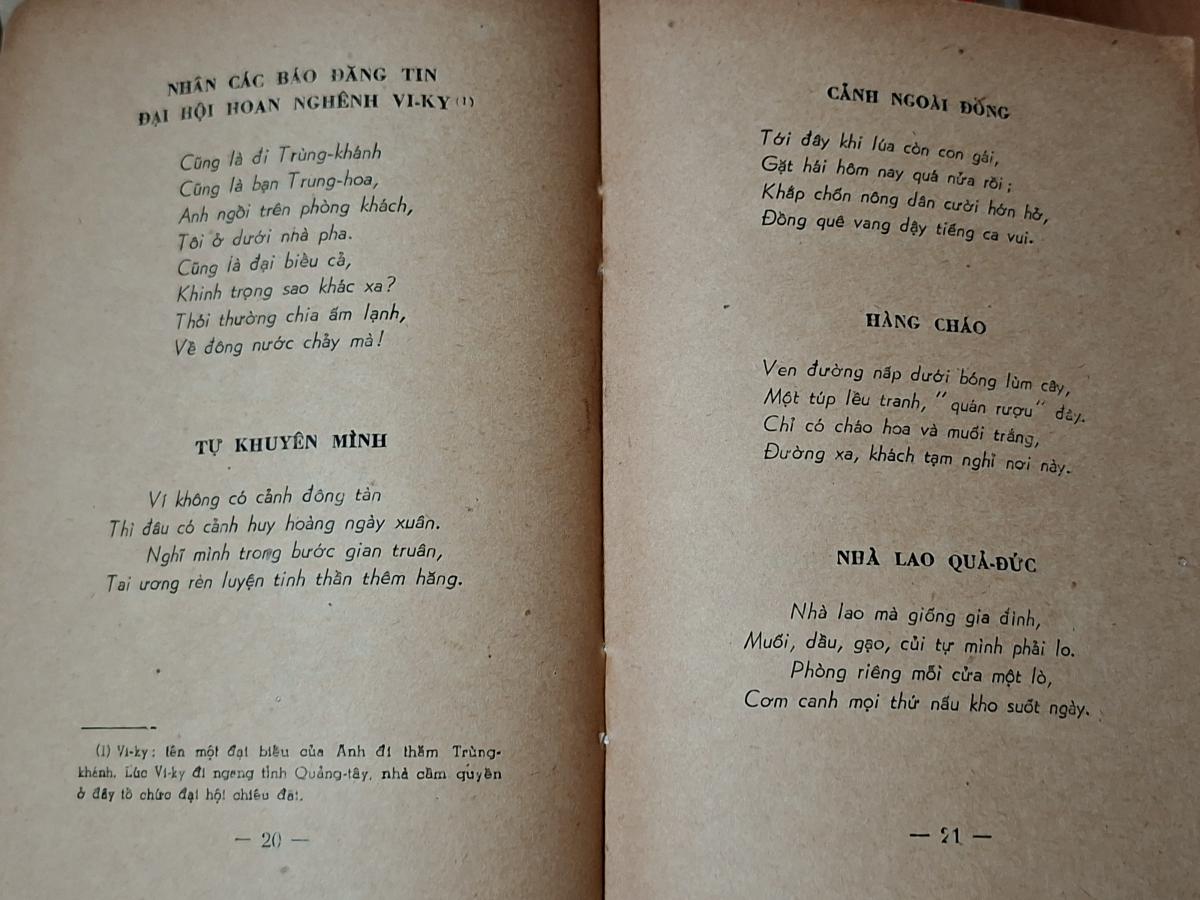 NHÂN CÁC BÁO ĐĂNG TIN
ĐẠI HỘI HOAN NGHÊNH VI-KY (1)
Cũng là đi Trùng-khánh
Cũng là bạn Trung-hoa,
Anh ngồi trên phòng khách,
Tôi ở dưới nhà pha.
Cũng là đại biểu cả,
Khinh trọng sao khác xa?
Thói thường chia ấm lạnh,
Về đông nước chảy mà!
TỰ KHUYÊN MÌNH
Ví không có cảnh đông tàn
Thì đâu có cảnh huy hoàng ngày xuân.
Nghĩ mình trong bước gian truân,
Tai ương rèn luyện tinh thần thêm hăng.
(1) Vi-ky: tên một đại biểu của Anh đi thăm Trùng-
khánh. Lúc Vi-ky đi ngang tỉnh Quảng-tây, nhà cầm quyền
ở đây tổ chức đại hội chiêu đãi.
— 20 —
CẢNH NGOÀI ĐỒNG
Tới đây khi lúa còn con gái,
Gặt hái hôm nay quá nửa rồi;
Khắp chốn nông dân cười hớn hở,
Đồng quê vang dậy tiếng ca vui.
HÀNG CHÁO
Ven đường nấp dưới bóng lùm cây,
Một túp lều tranh, "quán rượu" đây.
Chỉ có cháo hoa và muối trắng,
Đường xa, khách tạm nghỉ nơi này.
NHÀ LAO QUẢ-ĐỨC
Nhà lao mà giống gia đình,
Muối, dầu, gạo, củi tự mình phải lo.
Phòng riêng mỗi cửa một lò,
Cơm canh mọi thứ nấu kho suốt ngày.
— 21 —